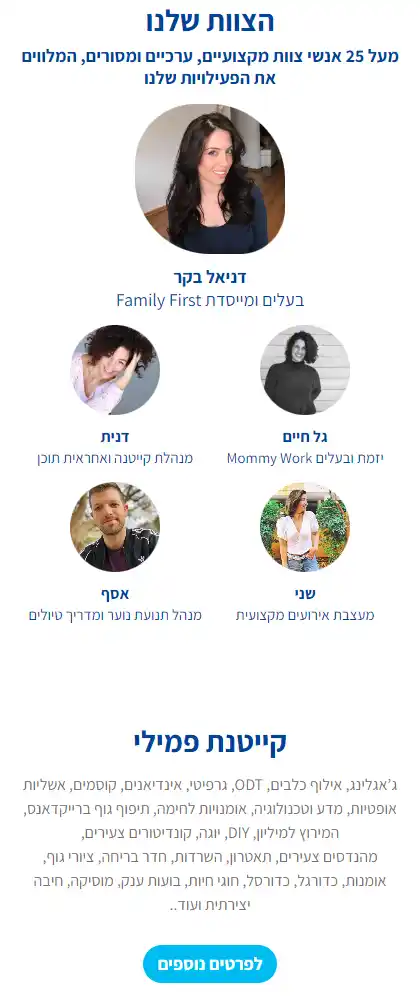 הצוות שלנו
מעל 25 אנשי צוות מקצועיים, ערכיים ומסורים, המלווים
את הפעילויות שלנו
דניאל בקר
בעלים ומייסדת Family First
גל חיים
יזמת ובעלים Mommy Work
דנית
מנהלת קייטנה ואחראית תוכן
שני
מעצבת אירועים מקצועית
אסף
מנהל תנועת נוער ומדריך טיולים
קייטנת פמילי
ג'אגלינג, אילוף כלבים, ODT, גרפיטי, אינדיאנים, קוסמים, אשליות
אופטיות, מדע וטכנולוגיה, אומנויות לחימה, תיפוף גוף ברייקדאנס,
המירוץ למיליון, DIY, יוגה, קונדיטורים צעירים,
מהנדסים צעירים, תאטרון, השרדות, חדר בריחה, ציורי גוף,
אומנות, כדורגל, כדורסל, חוגי חיות, בועות ענק, מוסיקה, חיבה
יצירתית ועוד..
לפרטים נוספים